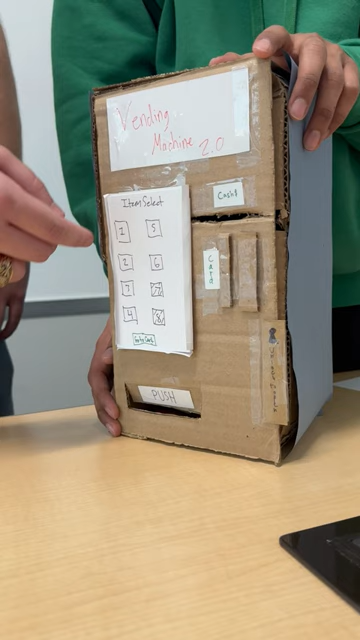 Vending
Machine 2.0
Item Select
1 5
2 6
3 7
4 8
Cash
Card
PUSH